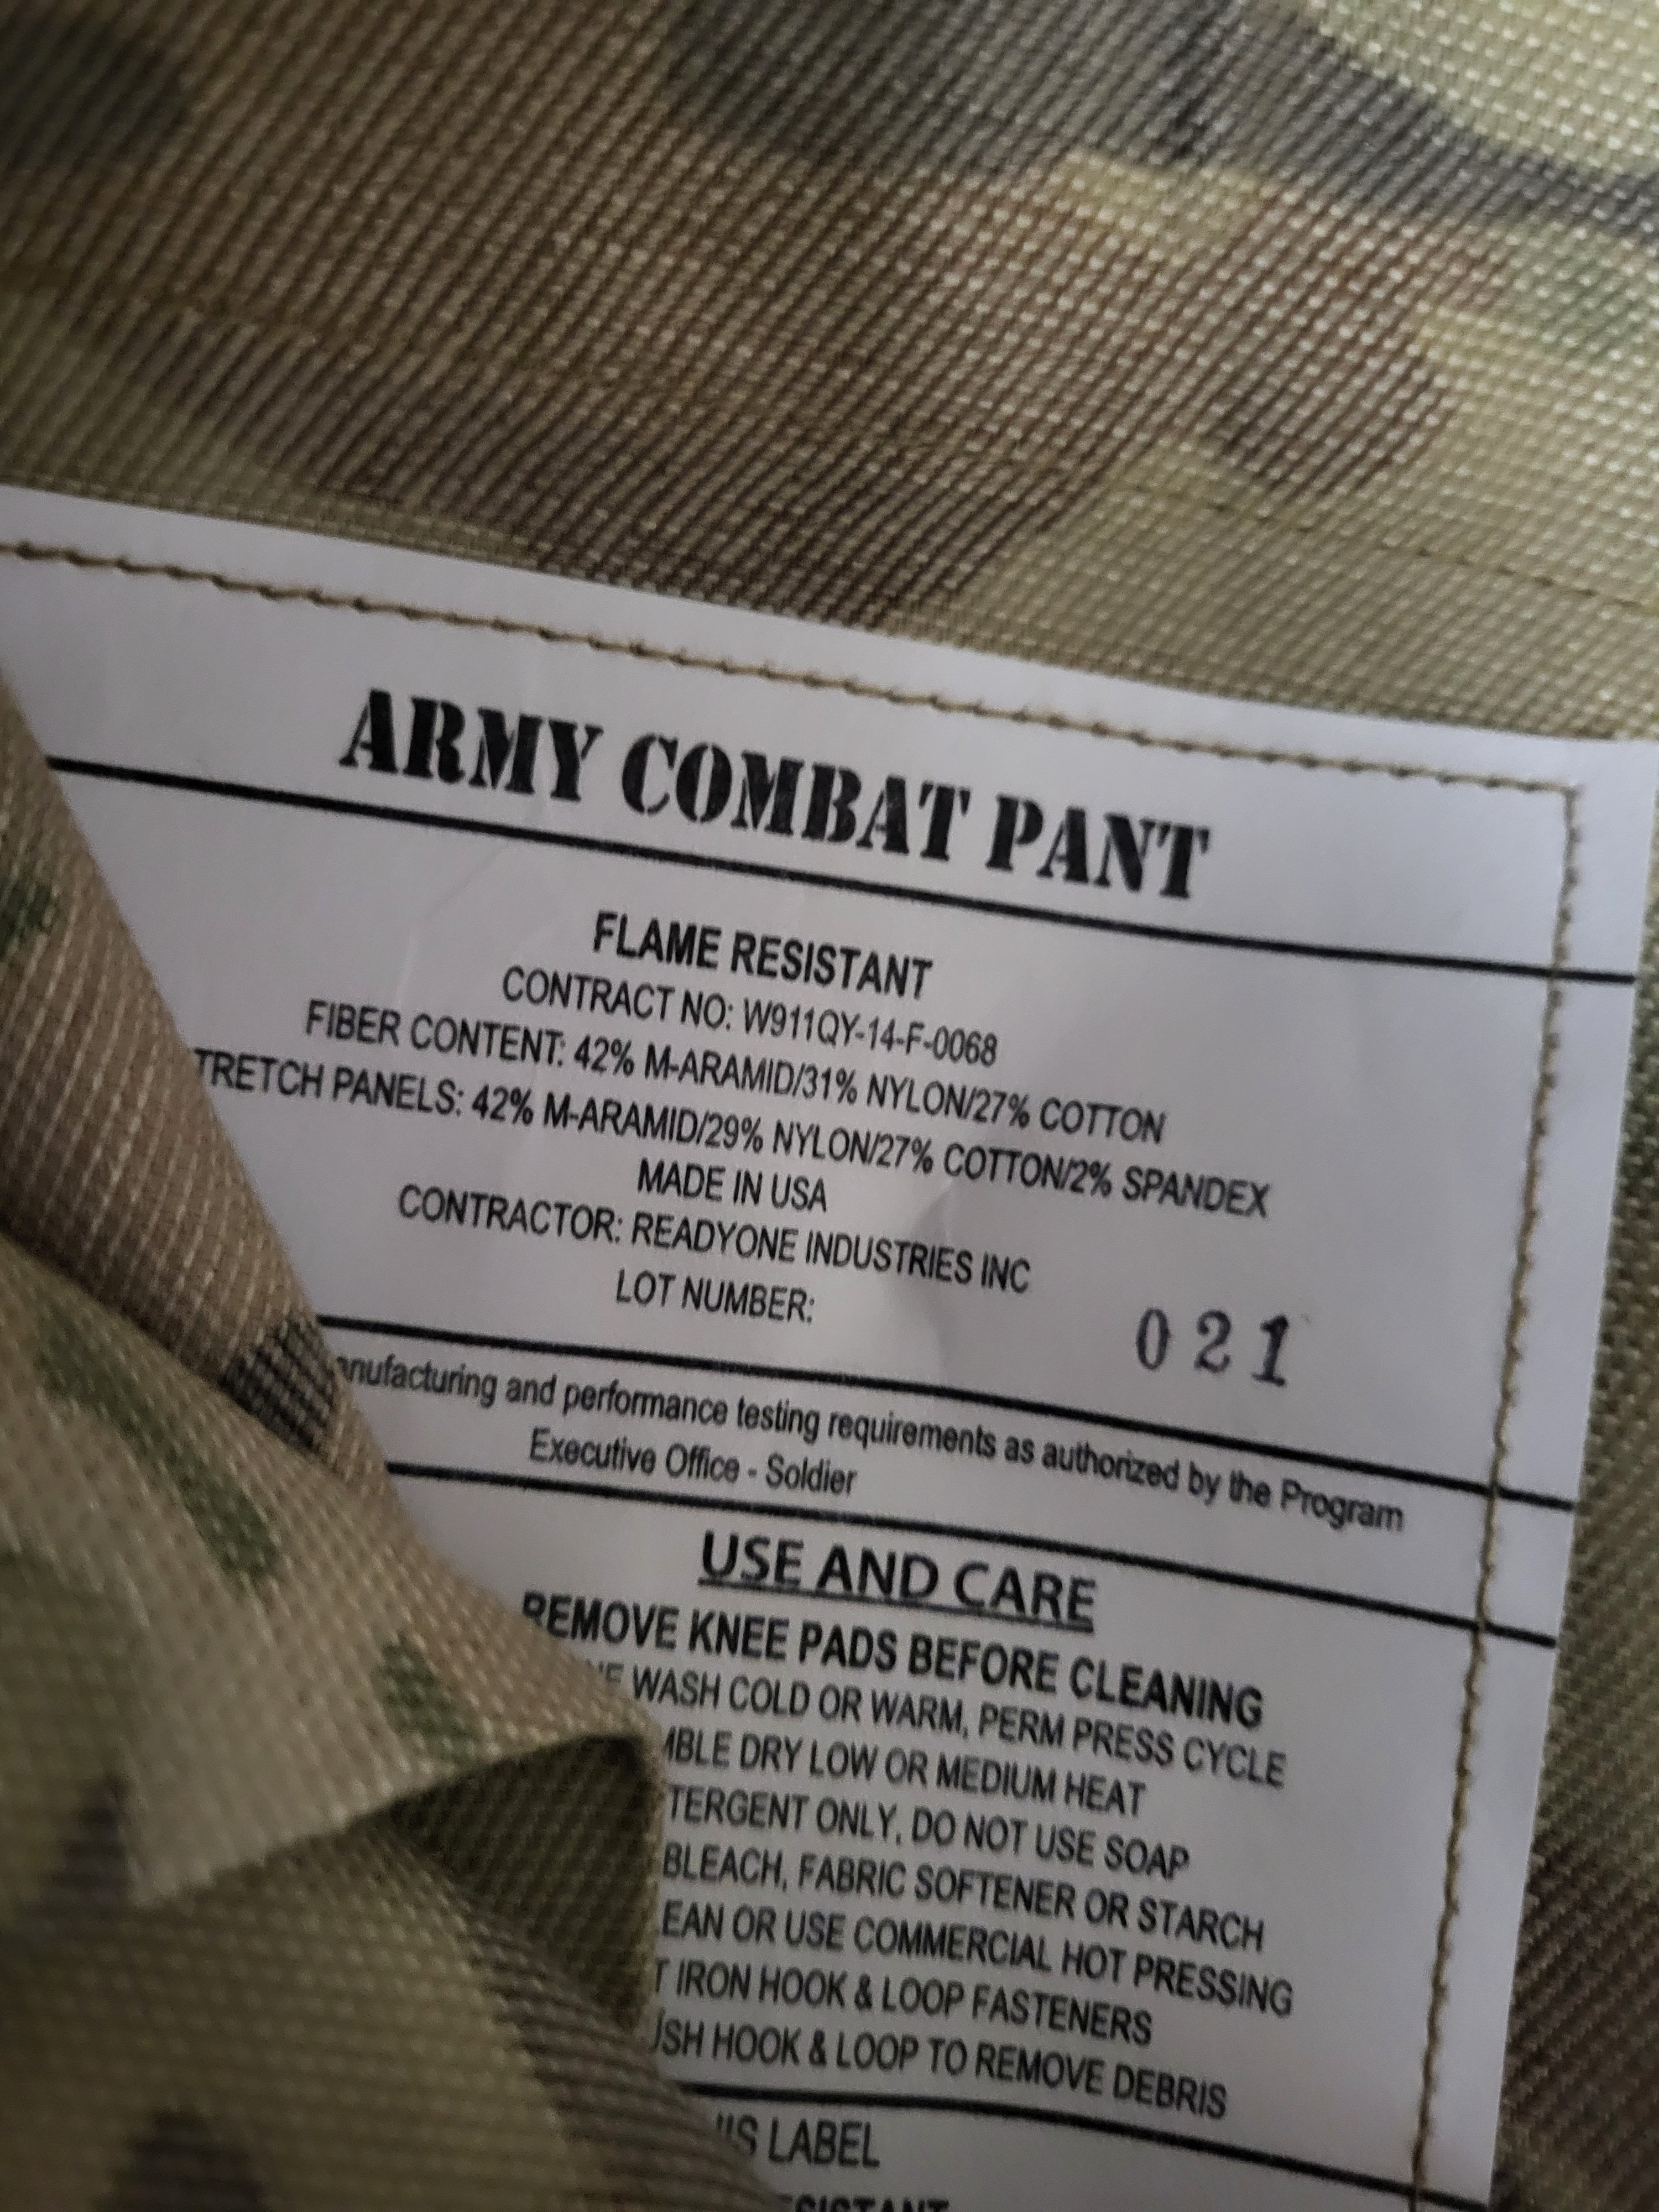 ARMY COMBAT PANT
FLAME RESISTANT
CONTRACT NO: W911QY-14-F-0068
FIBER CONTENT: 42% M-ARAMID/31% NYLON/27% COTTON
TRETCH PANELS: 42% M-ARAMID/29% NYLON/27% COTTON/2% SPANDEX
MADE IN USA
CONTRACTOR: READYONE INDUSTRIES INC
LOT NUMBER: 021
anufacturing and performance testing requirements as authorized by the Program
Executive Office - Soldier
USE AND CARE
REMOVE KNEE PADS BEFORE CLEANING
WASH COLD OR WARM, PERM PRESS CYCLE
MBLE DRY LOW OR MEDIUM HEAT
TERGENT ONLY, DO NOT USE SOAP
BLEACH, FABRIC SOFTENER OR STARCH
LEAN OR USE COMMERCIAL HOT PRESSING
T IRON HOOK & LOOP FASTENERS
USH HOOK & LOOP TO REMOVE DEBRIS
IS LABEL